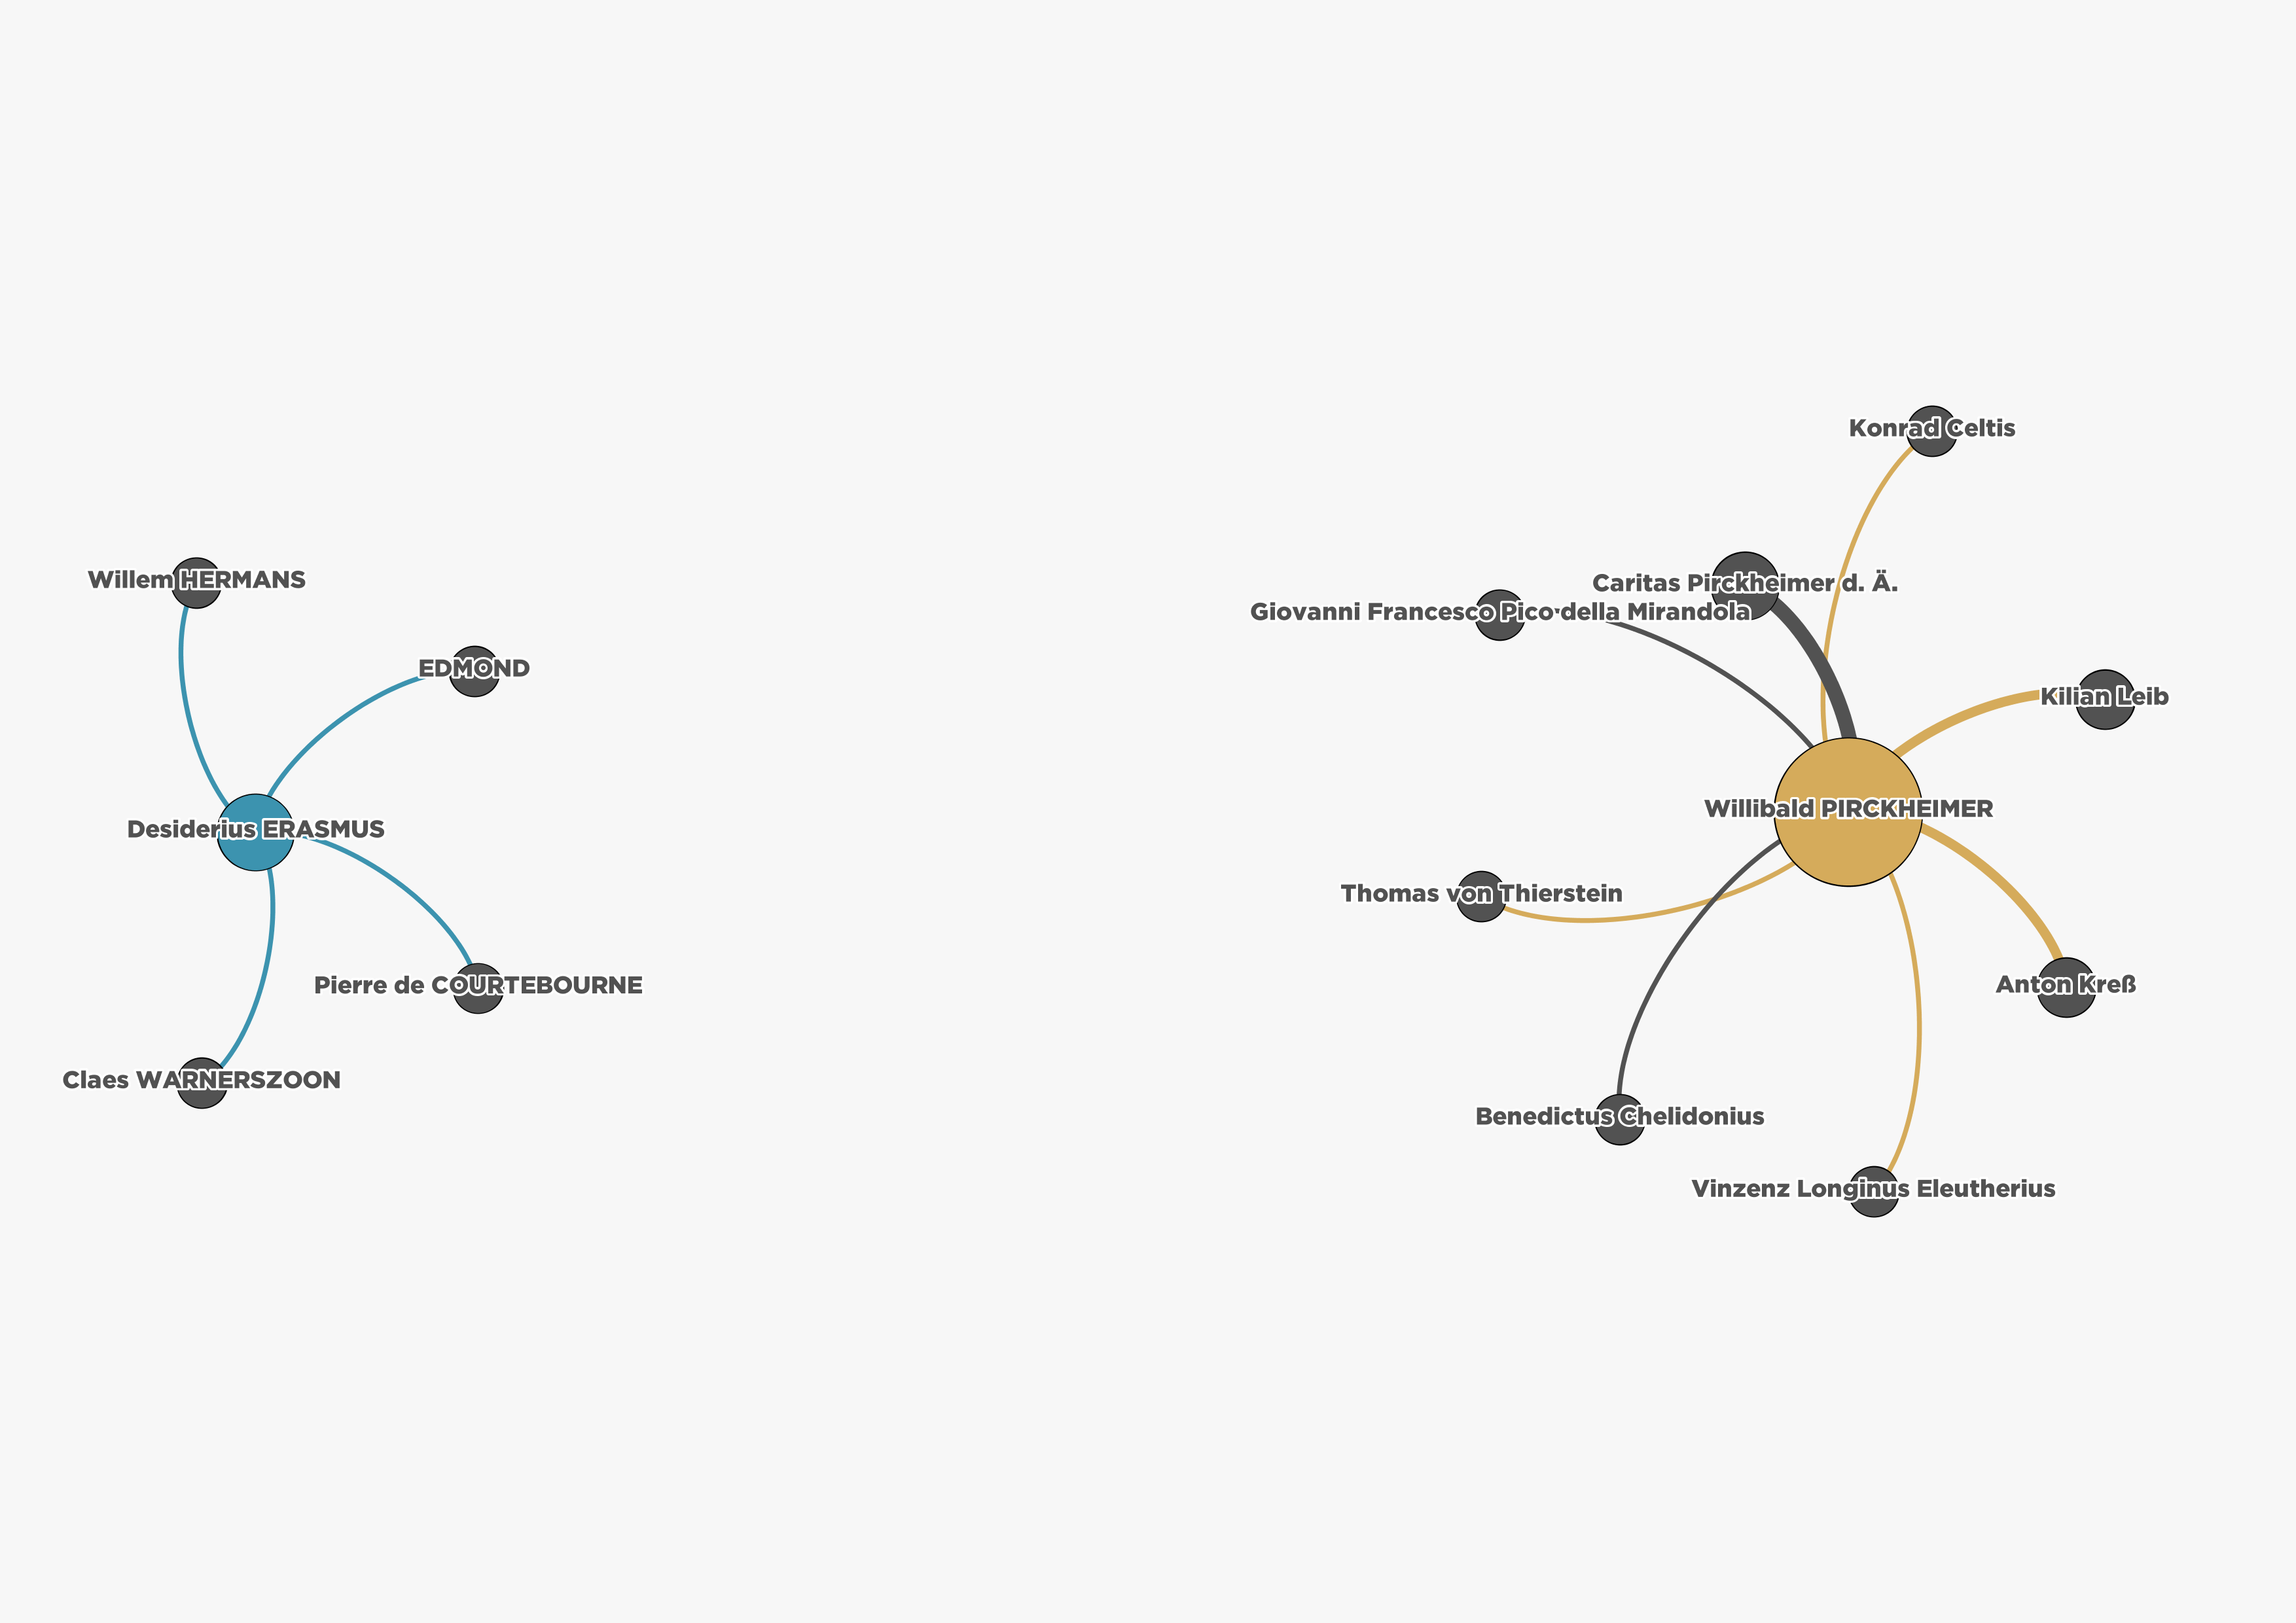 Konrad Celtis
Willem HERMANS
Caritas Pirckheimer d. Ä.
Giovanni Francesco Pico della Mirandola
EDMOND
Kilian Leib
Willibald PIRCKHEIMER
Desiderius ERASMUS
Thomas von Thierstein
Pierre de COURTEBOURNE
Anton Kreß
Claes WARNERSZOON
Benedictus Chelidonius
Vinzenz Longinus Eleutherius